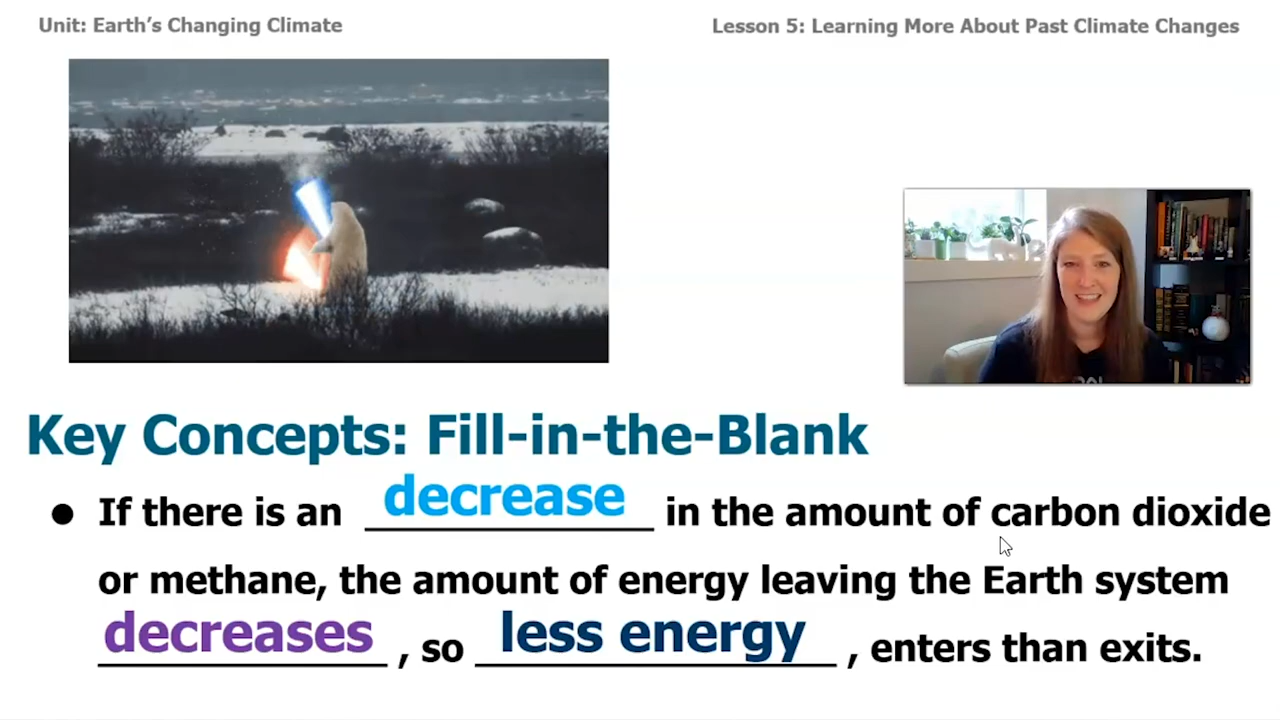 Unit: Earth's Changing Climate
Lesson 5: Learning More About Past Climate Changes
Key Concepts: Fill-in-the-Blank
• If there is an decrease in the amount of carbon dioxide
or methane, the amount of energy leaving the Earth system
decreases , so less energy , enters than exits.